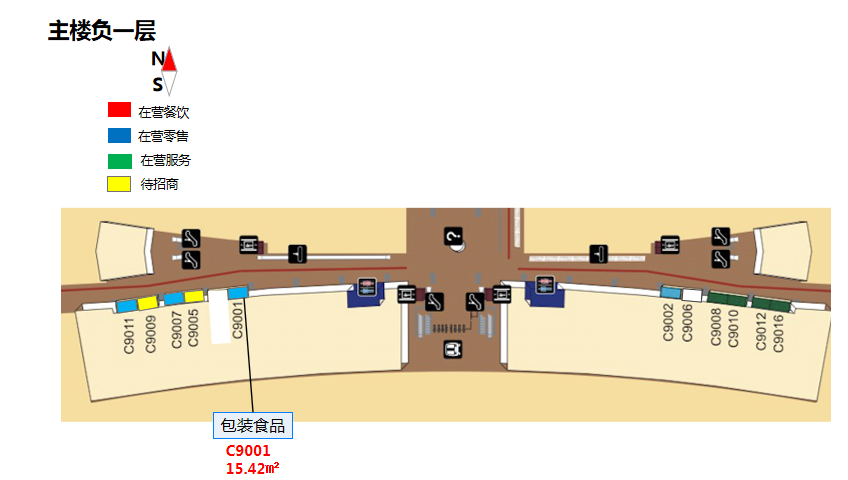 主楼负一层
N
S
在营餐饮
在营零售
在营服务
待招商
?
C9011
C9009
C9007
C9005
C9001
C9002
C9006
C9008
C9010
C9012
C9016
包装食品
C9001
15.42㎡